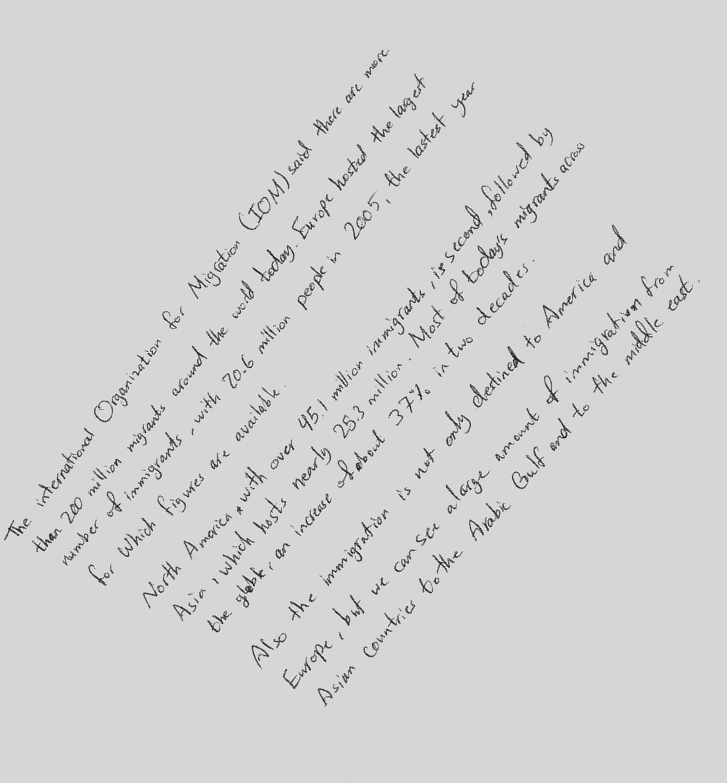 The international Organization for Migration (IOM) said there are more
than 200 million migrants around the world today. Europe hosted the largest
number of immigrants, with 70.6 million people in 2005, the lastest year
for which figures are available.
North America, with over 45.1 million immigrants, is second, followed by
Asia, which hosts nearly 25.3 million. Most of today's migrants across
the globe, an increase of about 37% in two decades.
Also the immigration is not only destined to America and
Europe, but we can see a large amount of immigration from
Asian countries to the Arabic Gulf and to the middle east.